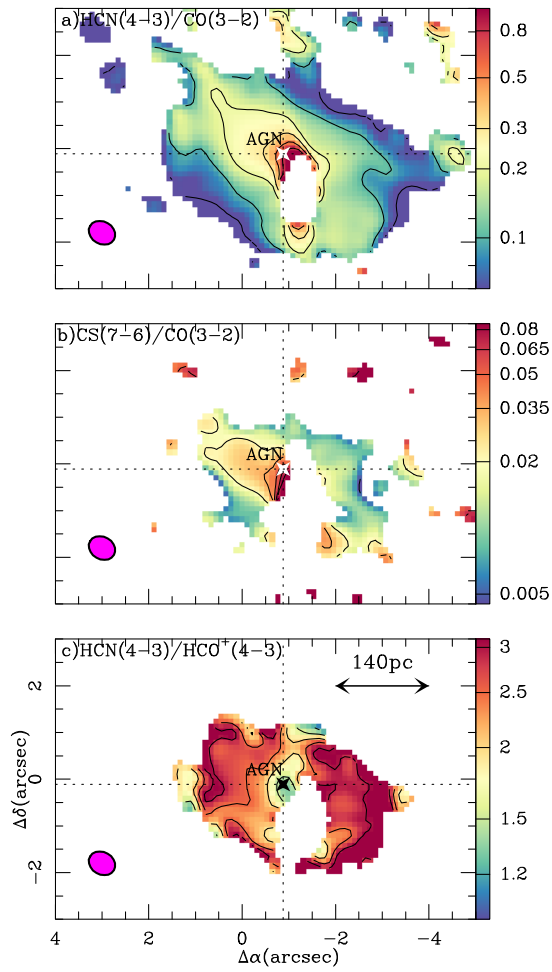 a)HCN(4−3)/CO(3−2)
AGN
0.8
0.5
0.3
0.2
0.1
b)CS(7−6)/CO(3−2)
AGN
0.08
0.065
0.05
0.035
0.02
0.005
c)HCN(4−3)/HCO⁺(4−3)
140pc
AGN
3
2.5
2
1.5
1.2
2
0
−2
Δδ(arcsec)
4 2 0 −2 −4
Δα(arcsec)